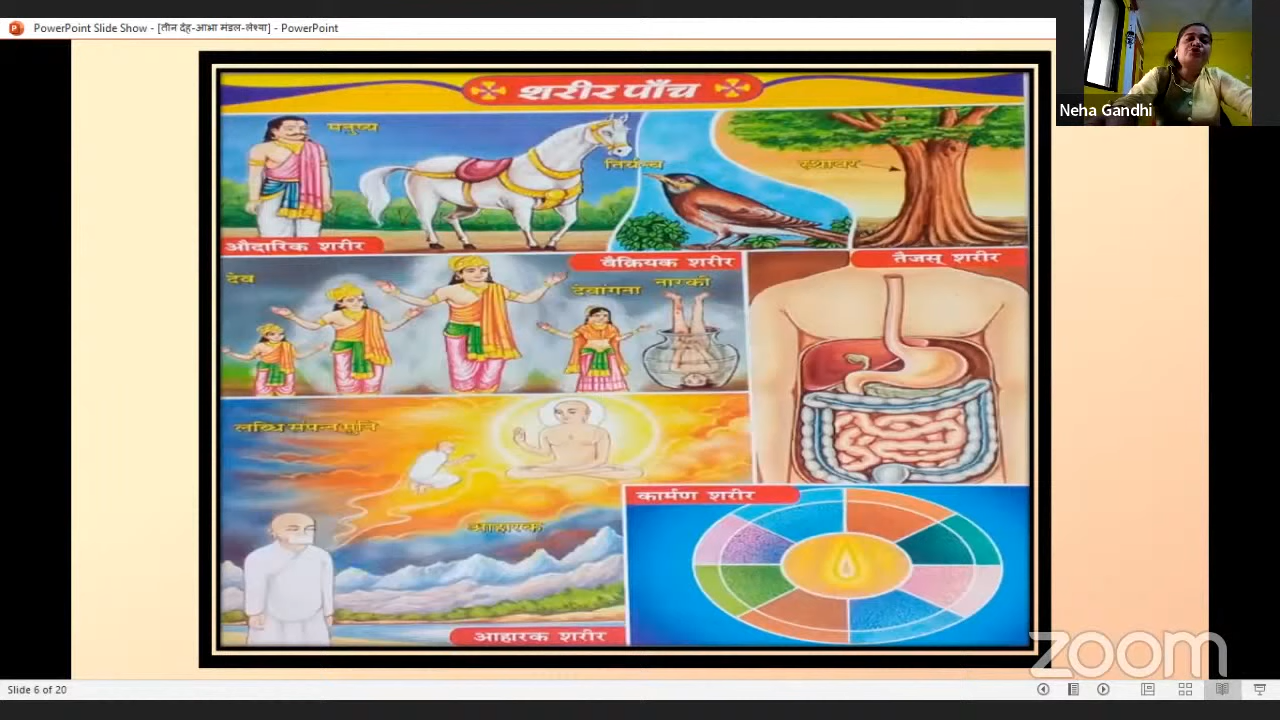 PowerPoint Slide Show - [तीन देह-आभा मंडल-लेश्या] - PowerPoint
Neha Gandhi
शरीर पाँच
मनुष्य
तिर्यन्च
स्थावर
औदारिक शरीर
वैक्रियक शरीर
तैजस् शरीर
देव
देवांगना
नारकी
लब्धि संपन्न मुनि
कार्मण शरीर
आहारक
आहारक शरीर
zoom
Slide 6 of 20